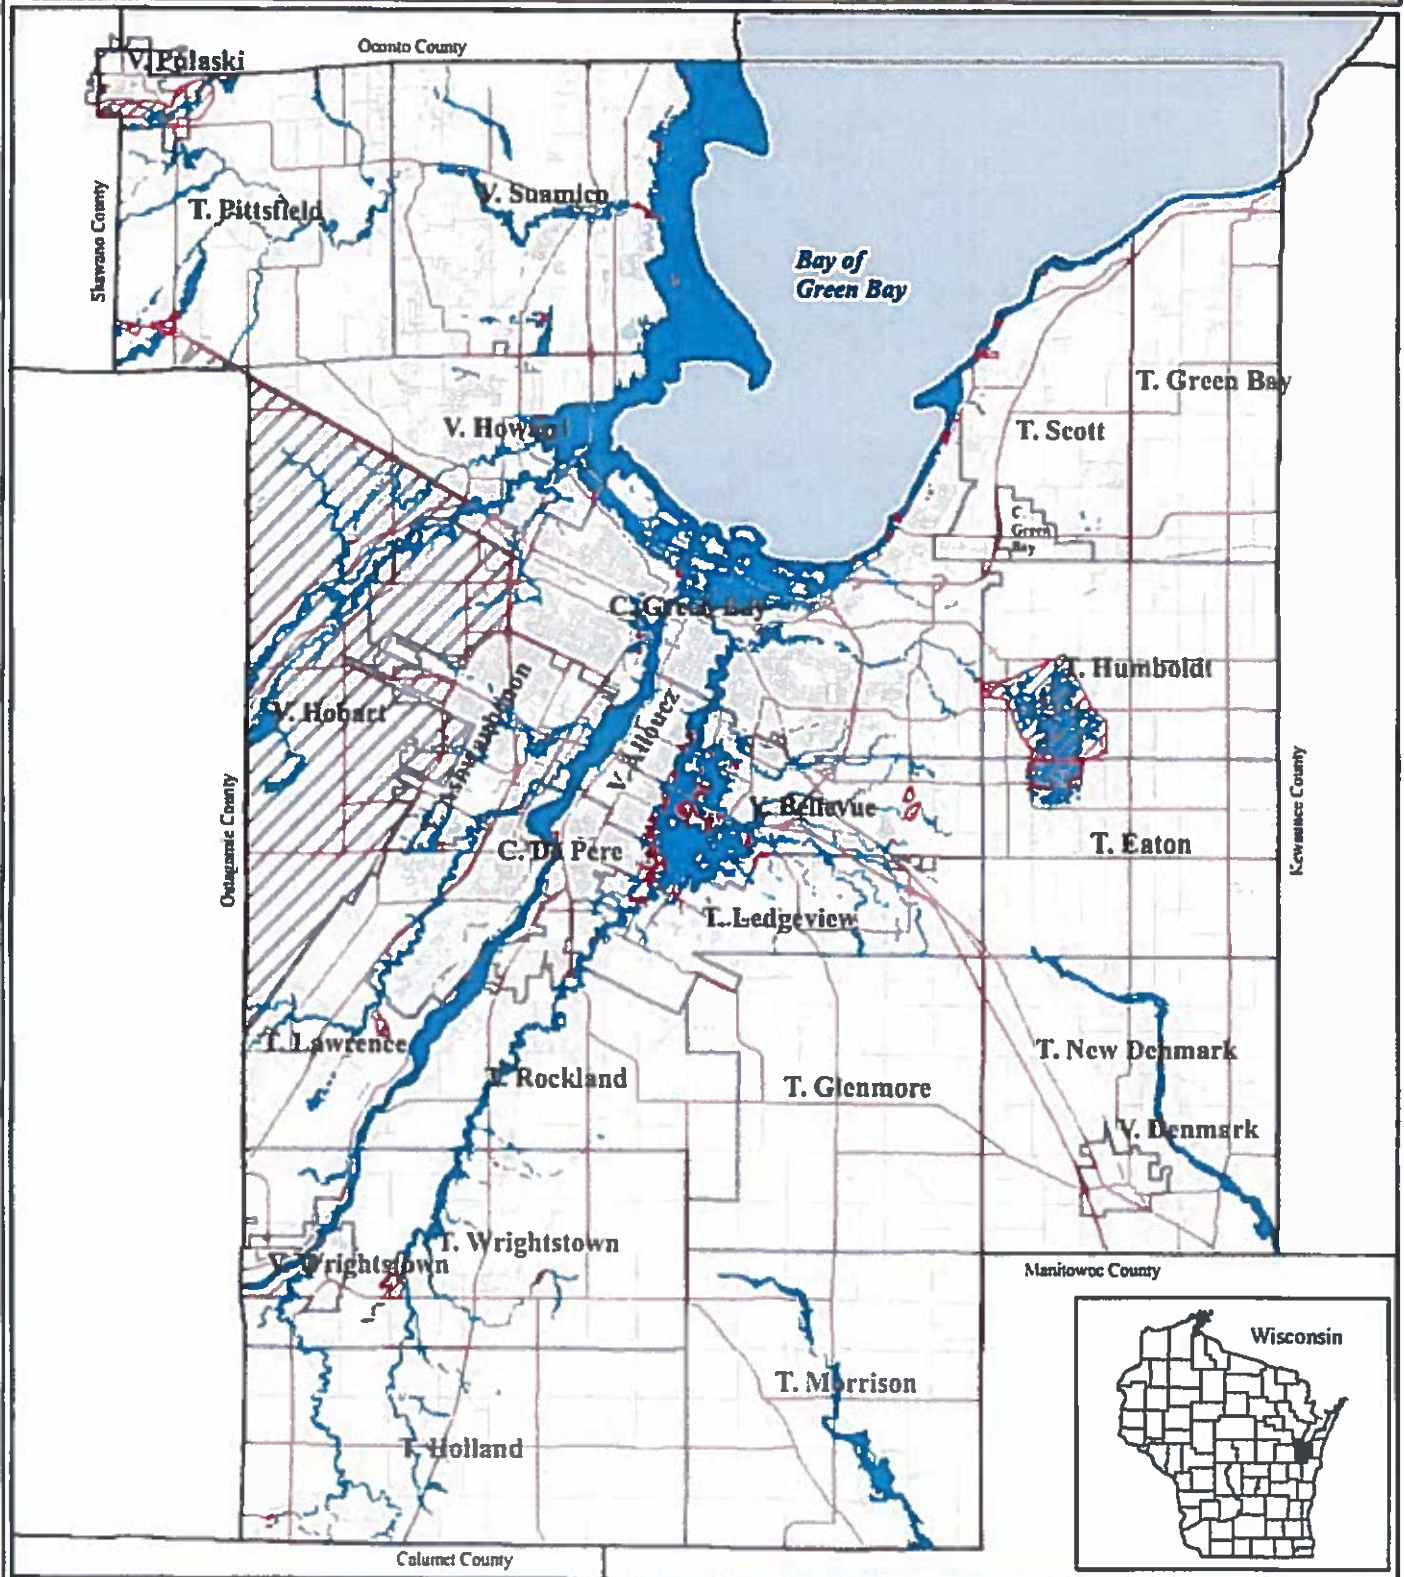 Oconto County
V. Pulaski
Shawano County
V. Suamico
T. Pittsfield
Bay of
Green Bay
T. Green Bay
V. Howard
T. Scott
C.
Green
Bay
C. Green Bay
T. Humboldt
V. Hobart
V. Ashwaubenon
V. Allouez
Outagamie County
Kewaunee County
V. Bellevue
T. Eaton
C. De Pere
T. Ledgeview
T. Lawrence
T. New Denmark
T. Rockland
T. Glenmore
V. Denmark
T. Wrightstown
V. Wrightstown
Manitowoc County
Wisconsin
T. Morrison
T. Holland
Calumet County